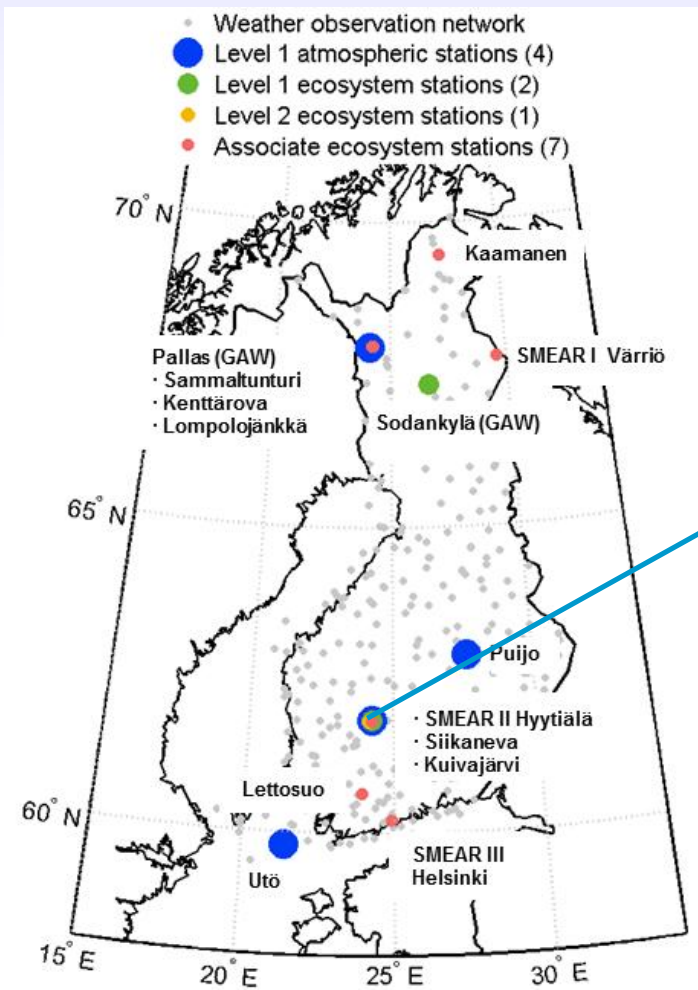 Weather observation network
Level 1 atmospheric stations (4)
Level 1 ecosystem stations (2)
Level 2 ecosystem stations (1)
Associate ecosystem stations (7)
70° N
Kaamanen
Pallas (GAW)
· Sammaltunturi
· Kenttärova
· Lompolojänkkä
SMEAR I Värriö
Sodankylä (GAW)
65° N
Puijo
· SMEAR II Hyytiälä
· Siikaneva
· Kuivajärvi
Lettosuo
60° N
Utö
SMEAR III
Helsinki
15° E
20° E
25° E
30° E